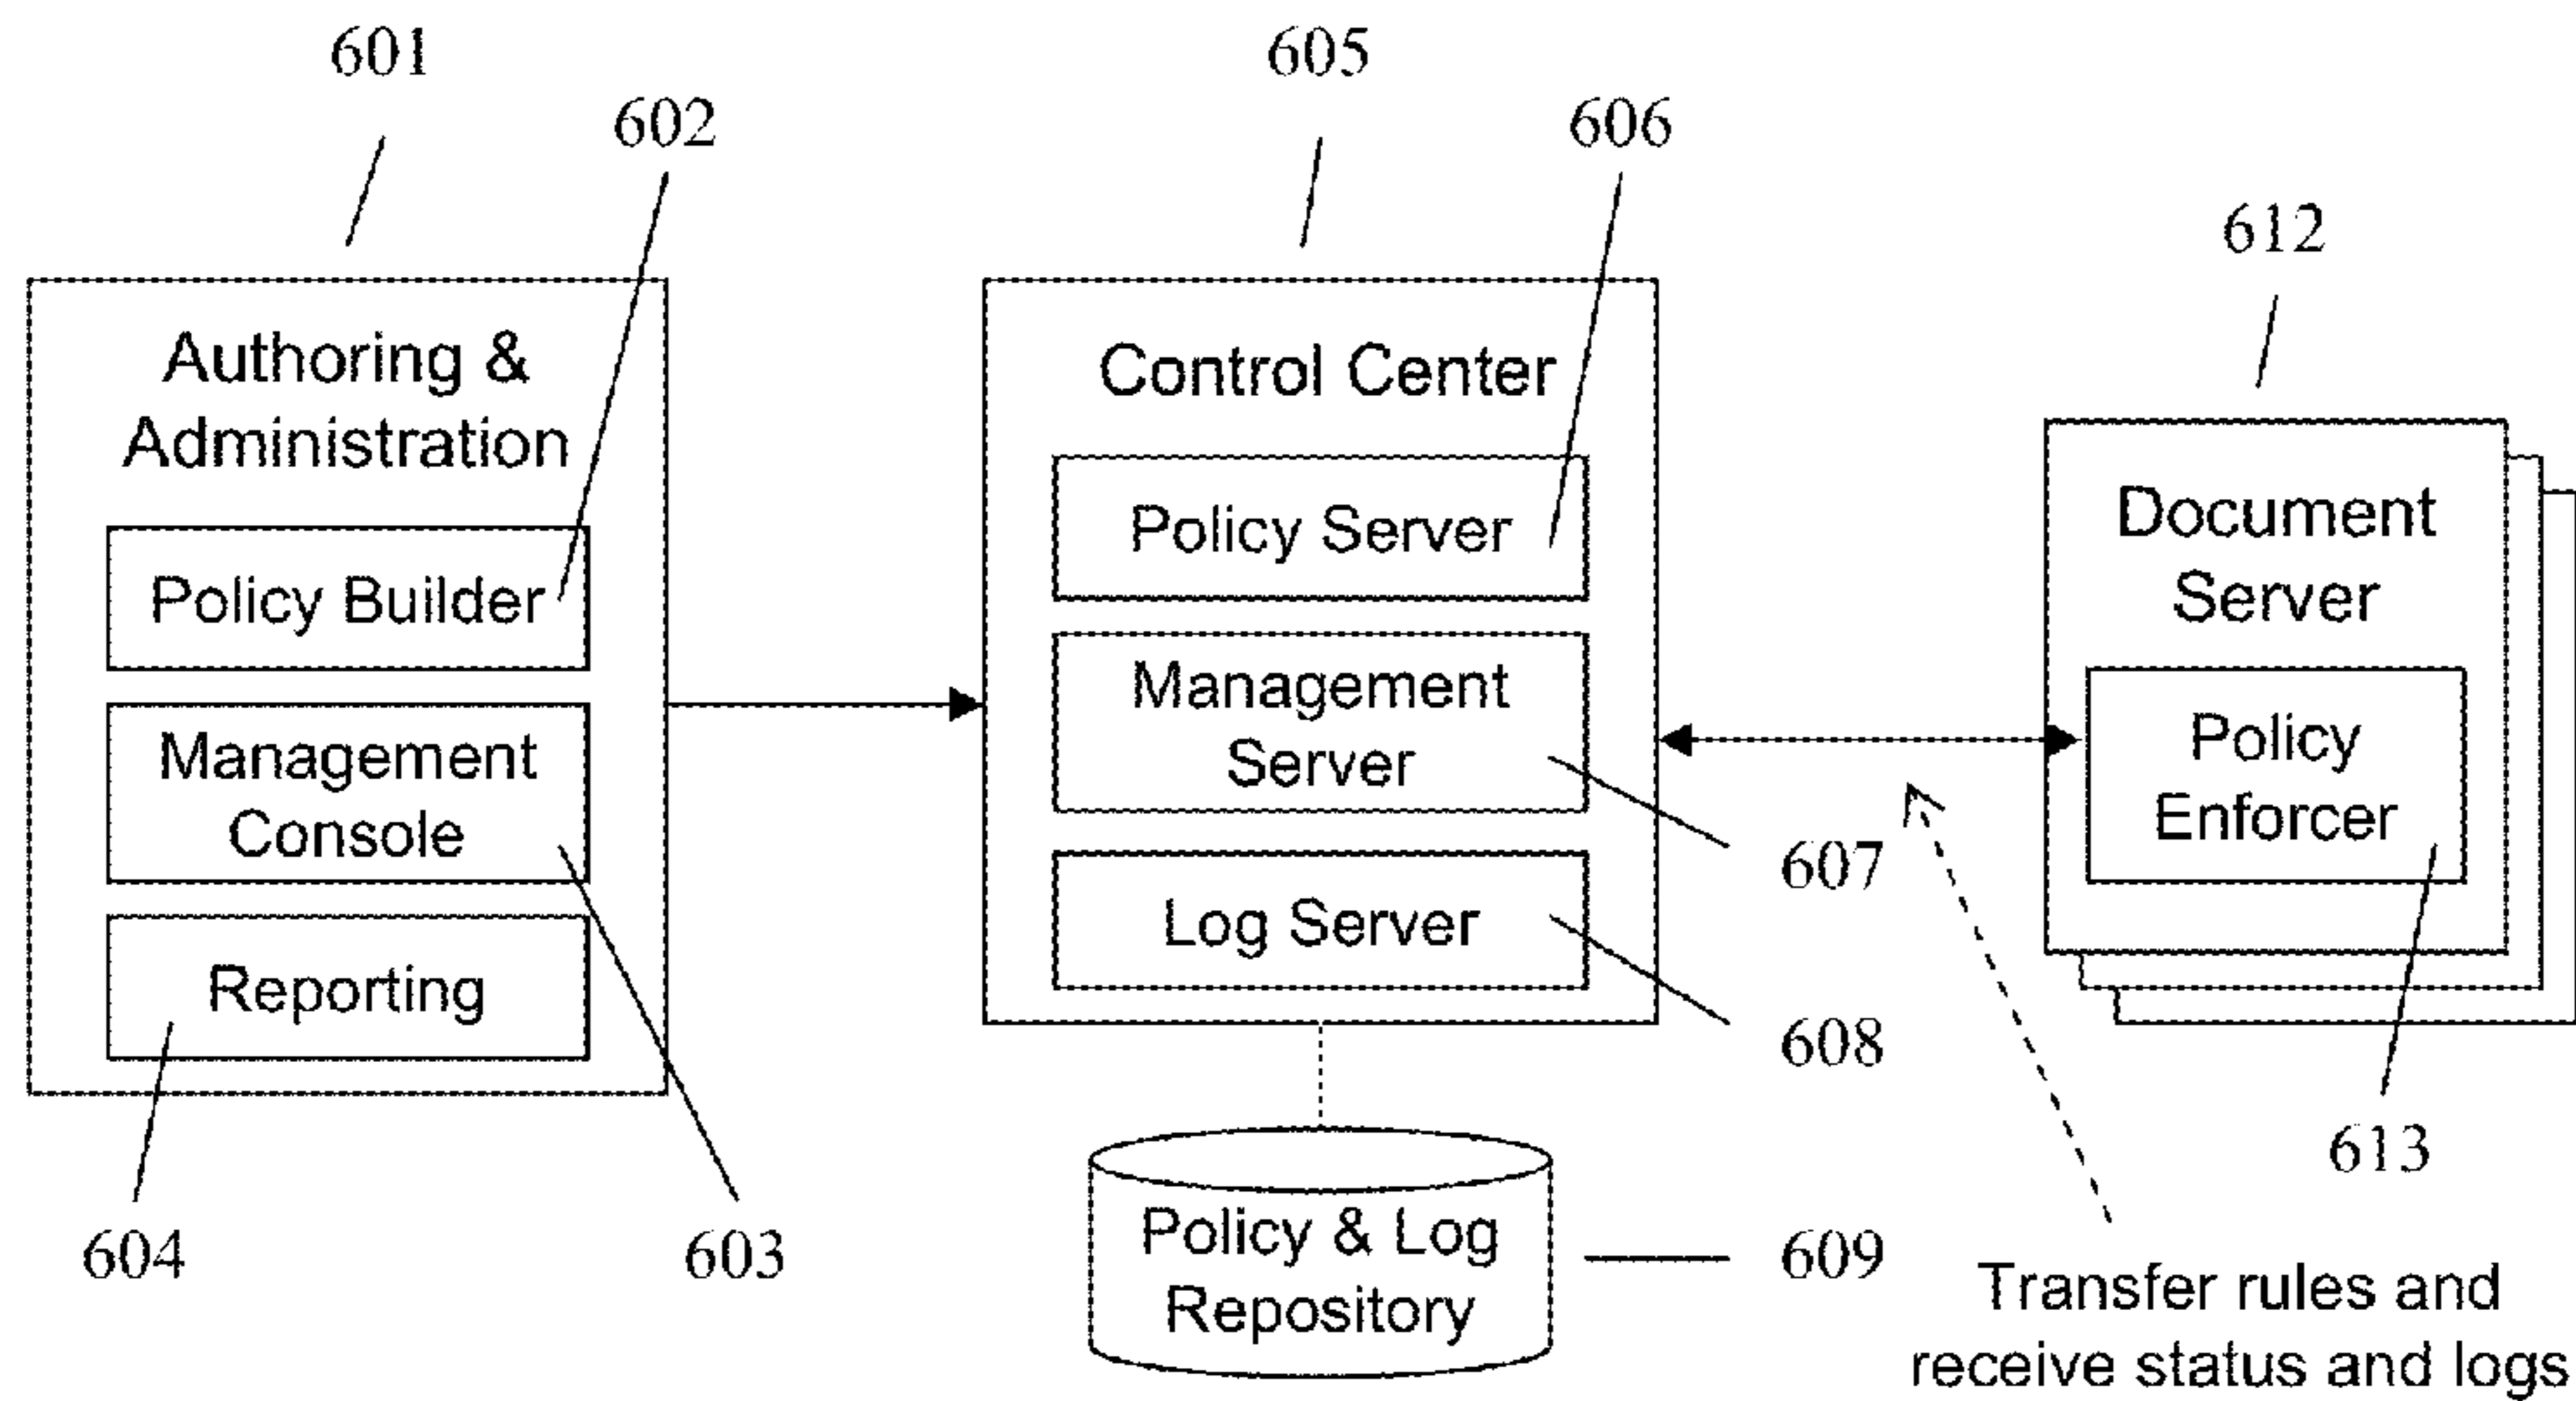 601
602
605
606
612
Authoring &
Administration
Policy Builder
Management
Console
Reporting
604
603
Control Center
Policy Server
Management
Server
Log Server
607
608
Policy & Log
Repository
609
Document
Server
Policy
Enforcer
613
Transfer rules and
receive status and logs